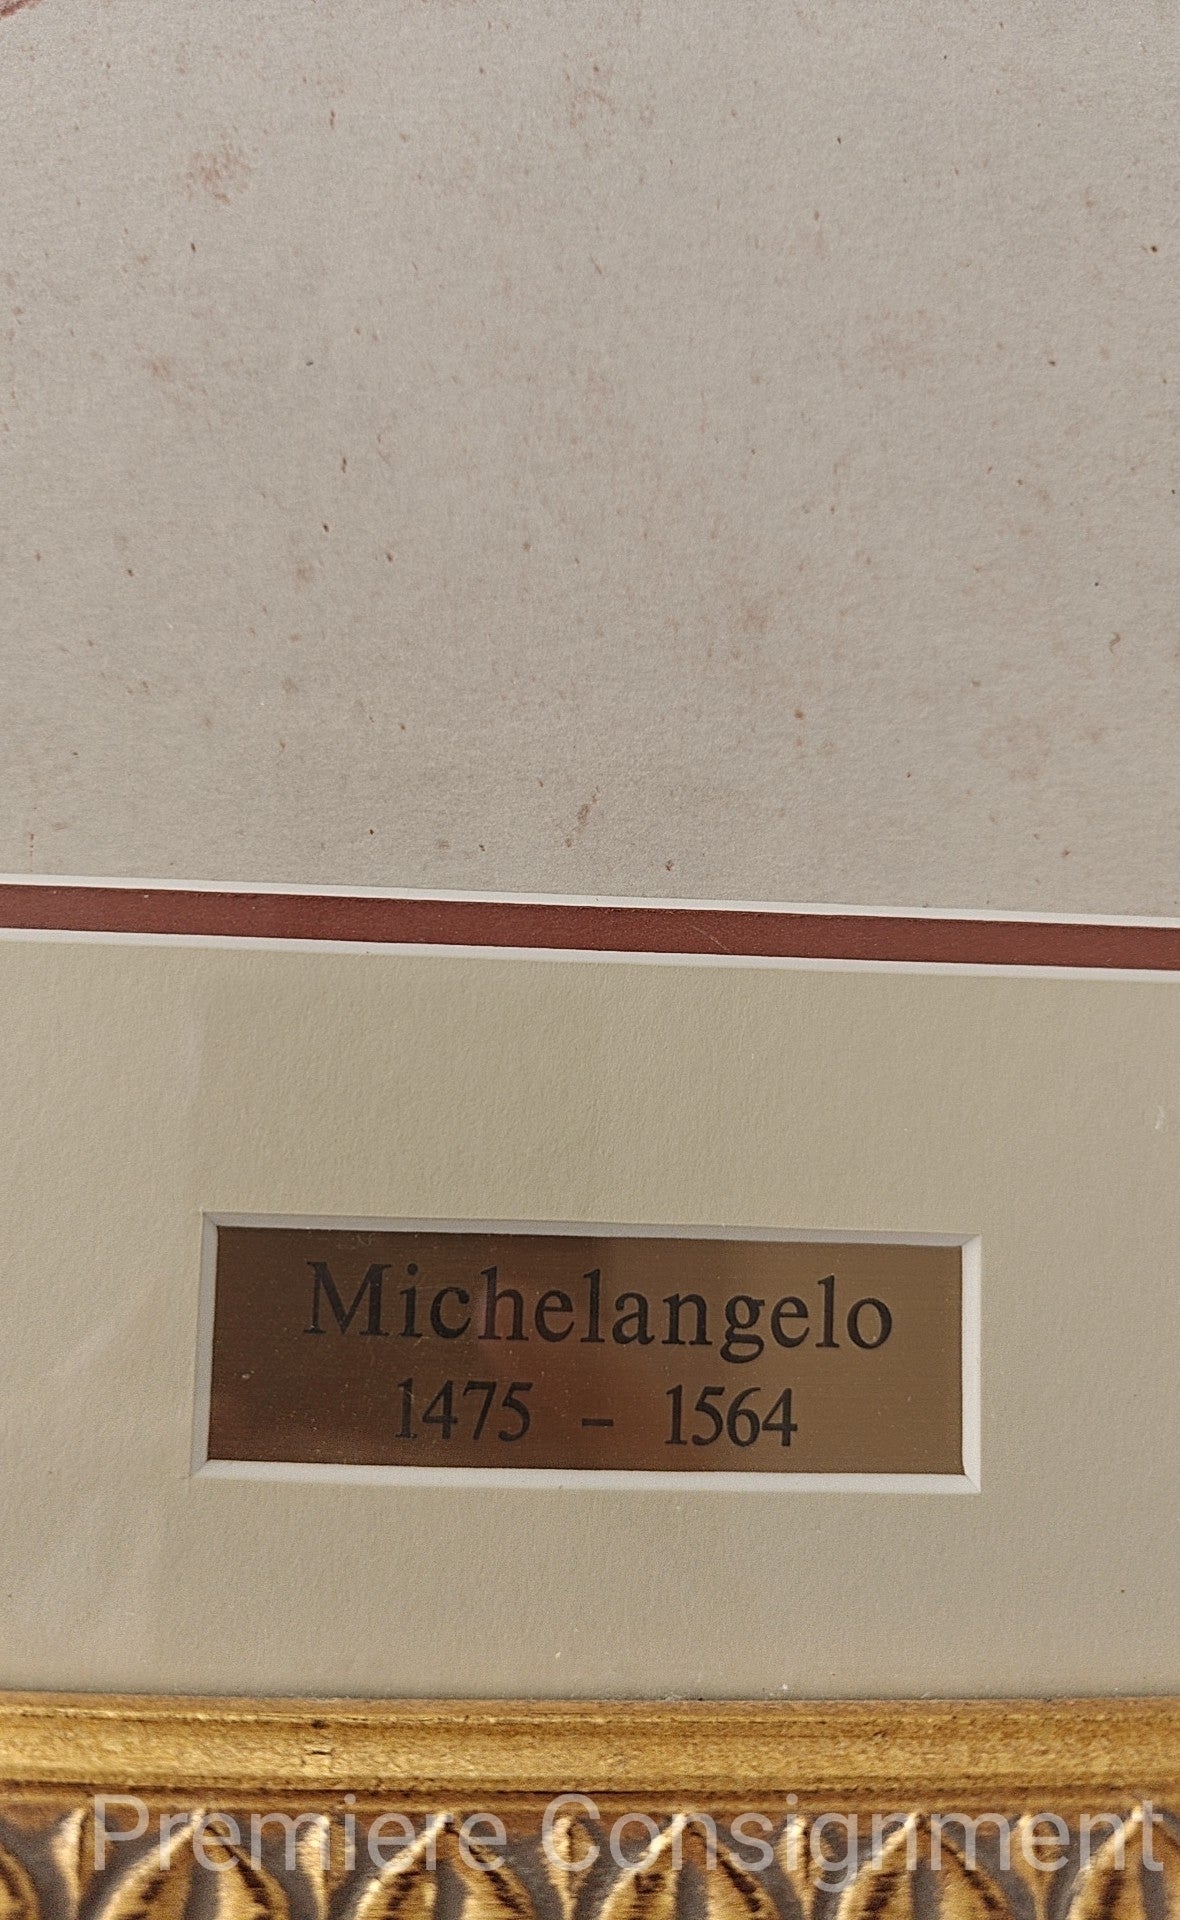 Michelangelo
1475 - 1564
Premiere Consignment